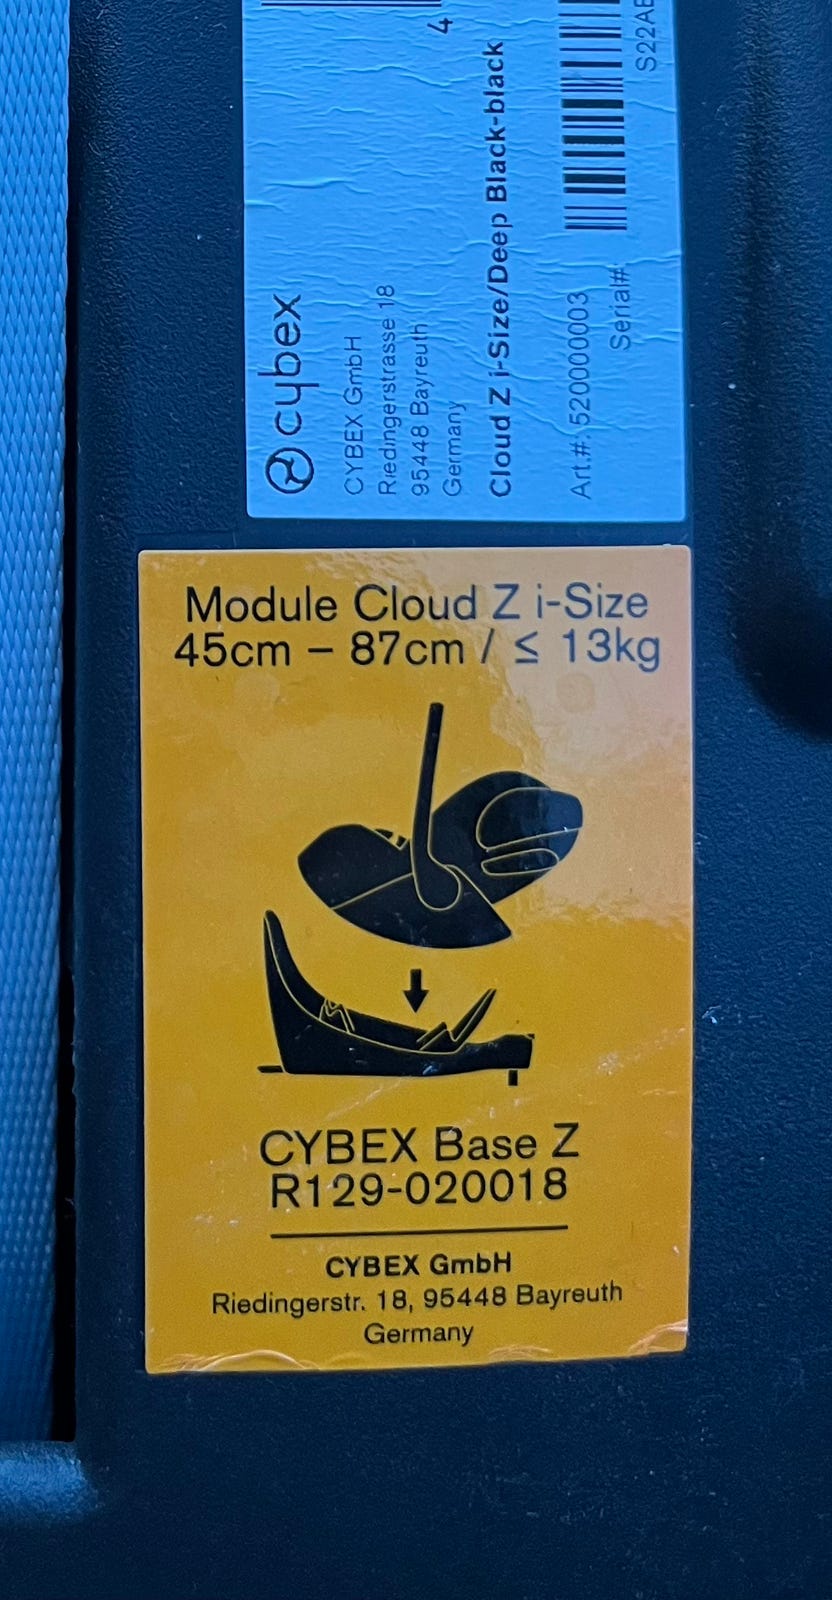 cybex
CYBEX GmbH
Riedingerstrasse 18
95448 Bayreuth
Germany
4
Cloud Z i-Size/Deep Black-black
Art.#: 520000003
Serial#:
Module Cloud Z i-Size
45cm – 87cm / ≤ 13kg
CYBEX Base Z
R129-020018
CYBEX GmbH
Riedingerstr. 18, 95448 Bayreuth
Germany